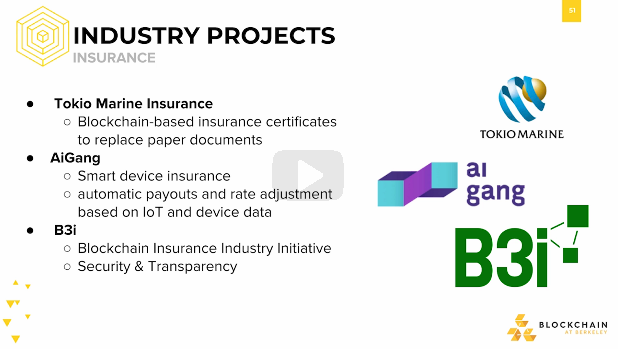 51
INDUSTRY PROJECTS
INSURANCE
● Tokio Marine Insurance
○ Blockchain-based insurance certificates
to replace paper documents
● AiGang
○ Smart device insurance
○ automatic payouts and rate adjustment
based on IoT and device data
● B3i
○ Blockchain Insurance Industry Initiative
○ Security & Transparency
TOKIO MARINE
ai
gang
B3i
BLOCKCHAIN
AT BERKELEY